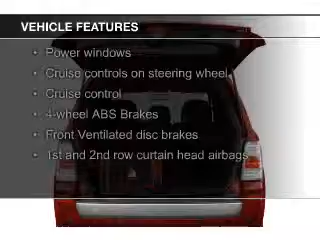 VEHICLE FEATURES
• Power windows
• Cruise controls on steering wheel
• Cruise control
• 4-wheel ABS Brakes
• Front Ventilated disc brakes
• 1st and 2nd row curtain head airbags